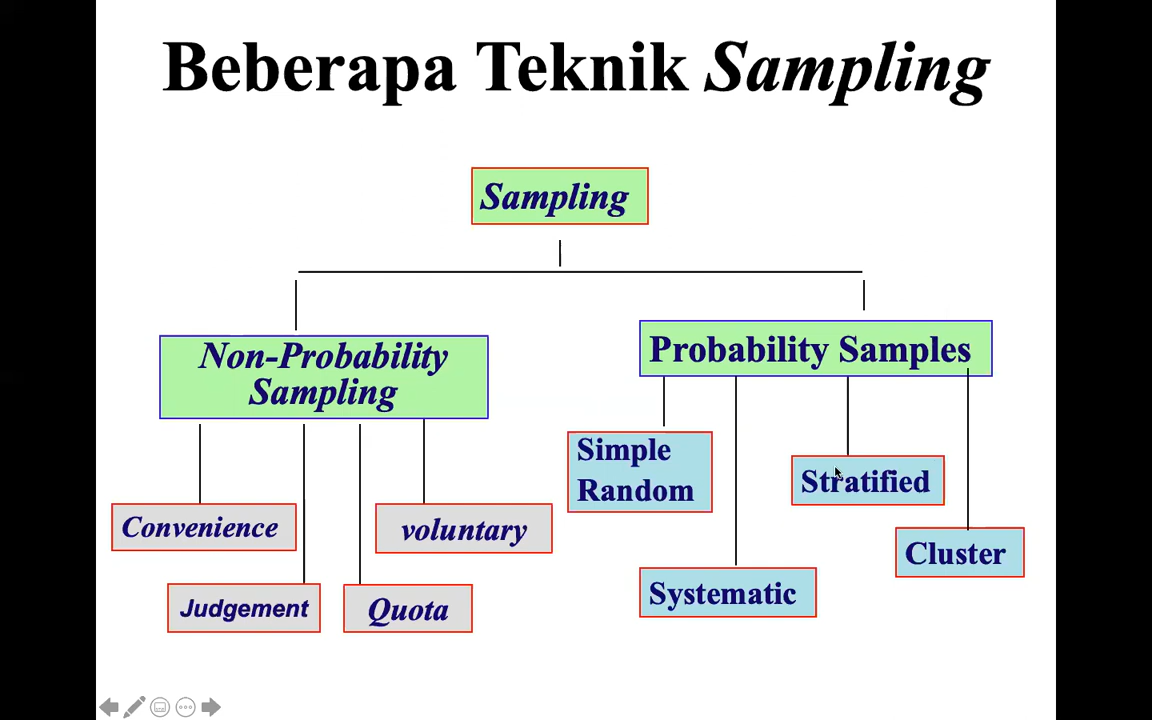 Beberapa Teknik Sampling
Sampling
Non-Probability
Sampling
Probability Samples
Convenience
Judgement
Quota
voluntary
Simple
Random
Systematic
Stratified
Cluster